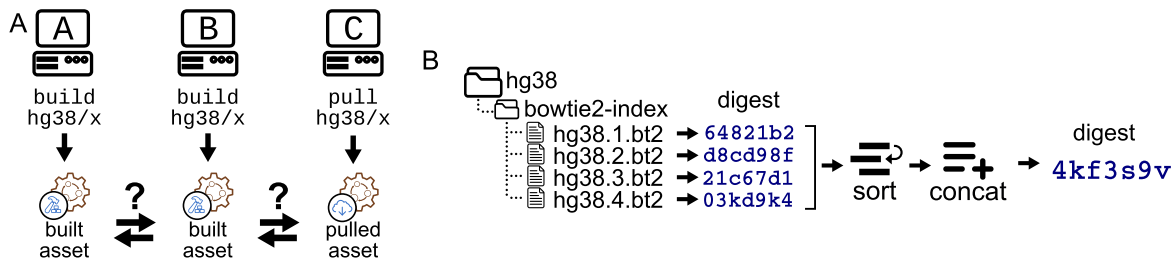 A
A
B
C
build
hg38/x
build
hg38/x
pull
hg38/x
?
?
built
asset
built
asset
pulled
asset
B
hg38
bowtie2-index
digest
hg38.1.bt2
64821b2
hg38.2.bt2
d8cd98f
hg38.3.bt2
21c67d1
hg38.4.bt2
03kd9k4
sort
concat
digest
4kf3s9v